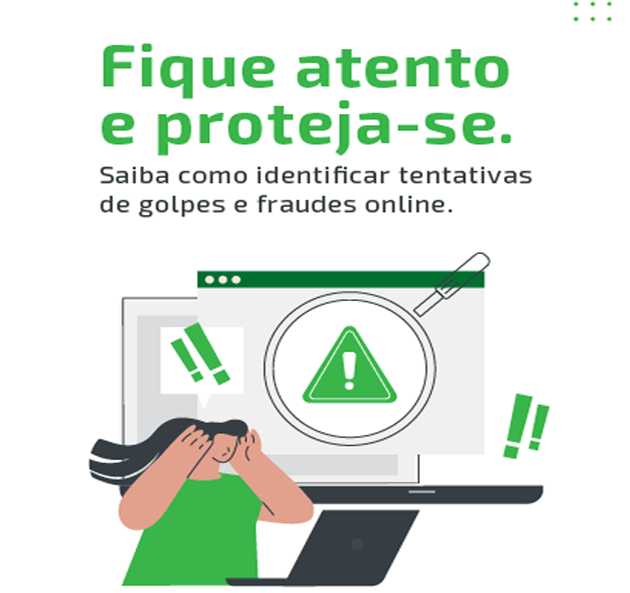 Fique atento
e proteja-se.
Saiba como identificar tentativas
de golpes e fraudes online.
!!
!
!!